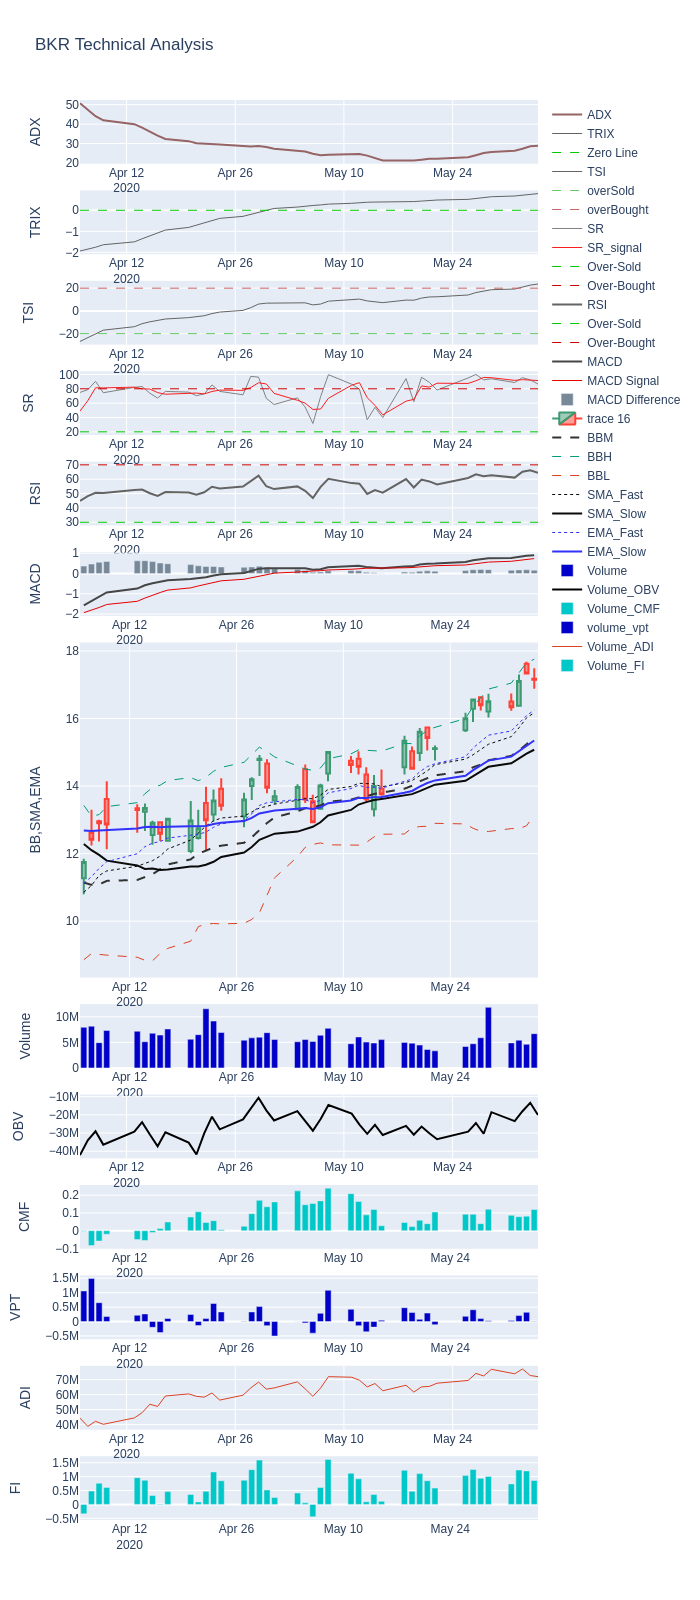 BKR Technical Analysis
ADX
50
40
30
20
Apr 12
2020
Apr 26
May 10
May 24
TRIX
0
−1
−2
Apr 12
2020
Apr 26
May 10
May 24
TSI
20
0
−20
Apr 12
2020
Apr 26
May 10
May 24
SR
100
80
60
40
20
Apr 12
2020
Apr 26
May 10
May 24
RSI
70
60
50
40
30
Apr 12
2020
Apr 26
May 10
May 24
MACD
1
0
−1
−2
Apr 12
2020
Apr 26
May 10
May 24
BB,SMA,EMA
18
16
14
12
10
Apr 12
2020
Apr 26
May 10
May 24
Volume
10M
5M
0
Apr 12
2020
Apr 26
May 10
May 24
OBV
−10M
−20M
−30M
−40M
Apr 12
2020
Apr 26
May 10
May 24
CMF
0.2
0.1
0
−0.1
Apr 12
2020
Apr 26
May 10
May 24
VPT
1.5M
1M
0.5M
0
−0.5M
Apr 12
2020
Apr 26
May 10
May 24
ADI
70M
60M
50M
40M
Apr 12
2020
Apr 26
May 10
May 24
FI
1.5M
1M
0.5M
0
−0.5M
Apr 12
2020
Apr 26
May 10
May 24
ADX
TRIX
Zero Line
TSI
overSold
overBought
SR
SR_signal
Over-Sold
Over-Bought
RSI
Over-Sold
Over-Bought
MACD
MACD Signal
MACD Difference
trace 16
BBM
BBH
BBL
SMA_Fast
SMA_Slow
EMA_Fast
EMA_Slow
Volume
Volume_OBV
Volume_CMF
volume_vpt
Volume_ADI
Volume_FI